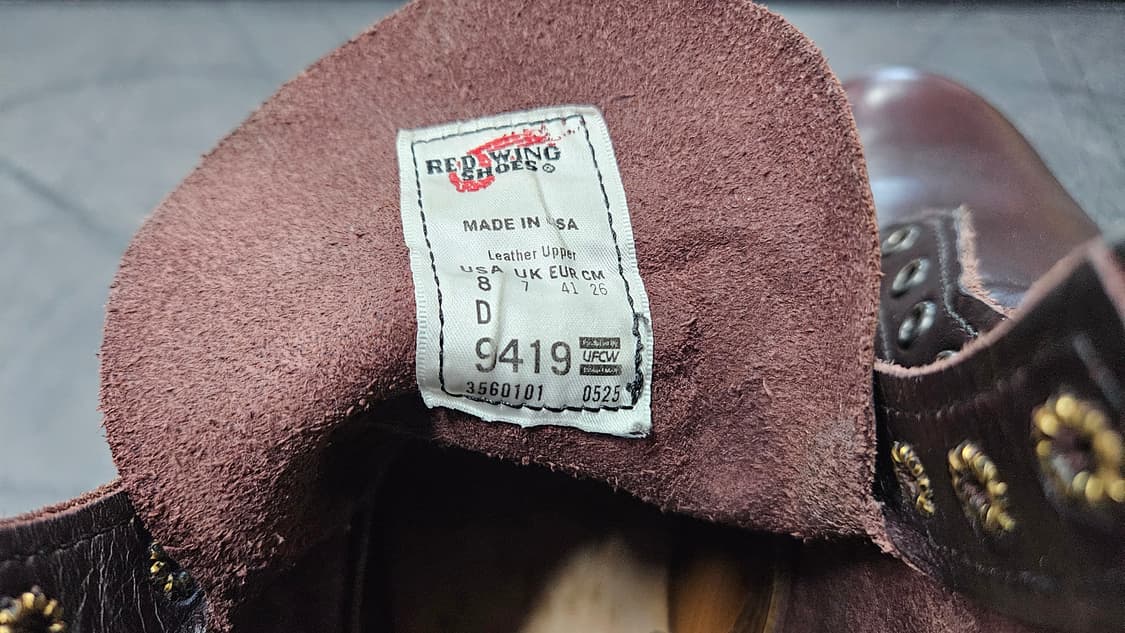 RED WING
SHOES®
MADE IN USA
Leather Upper
USA UK EUR CM
8 7 41 26
D
9419
UFCW
3560101 0525